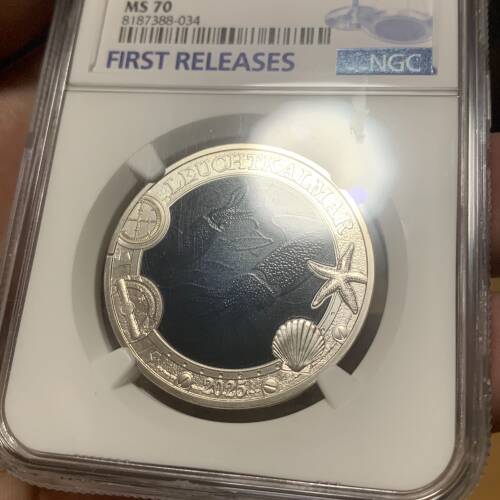 MS 70
8187388-034
FIRST RELEASES
NGC
LEUCHTKALMAR
2025